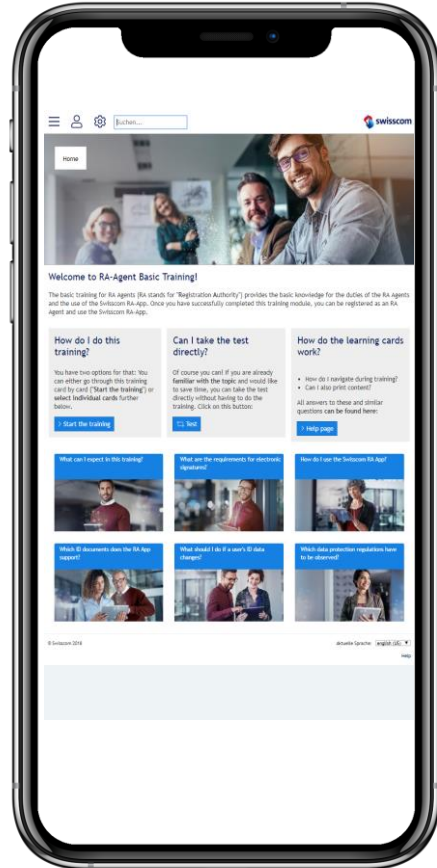 Suchen...
swisscom
Home
Welcome to RA-Agent Basic Training!
The basic training for RA Agents (RA stands for "Registration Authority") provides the basic knowledge for the duties of the RA Agents
and the use of the Swisscom RA-App. Once you have successfully completed this training module, you can be registered as an RA
Agent and use the Swisscom RA-App.
How do I do this
training?
You have two options for that: You
can either go through this training
card by card ("Start the training") or
select individual cards further
below.
> Start the training
Can I take the test
directly?
Of course you can! If you are already
familiar with the topic and would like
to save time, you can take the test
directly without having to do the
training. Click on this button:
Test
How do the learning cards
work?
• How do I navigate during training?
• Can I also print content?
All answers to these and similar
questions can be found here:
> Help page
What can I expect in this training?
What are the requirements for electronic
signatures?
How do I use the Swisscom RA App?
Which ID documents does the RA App
support?
What should I do if a user's ID data
changes?
Which data protection regulations have
to be observed?
© Swisscom 2018
aktuelle Sprache:
Help